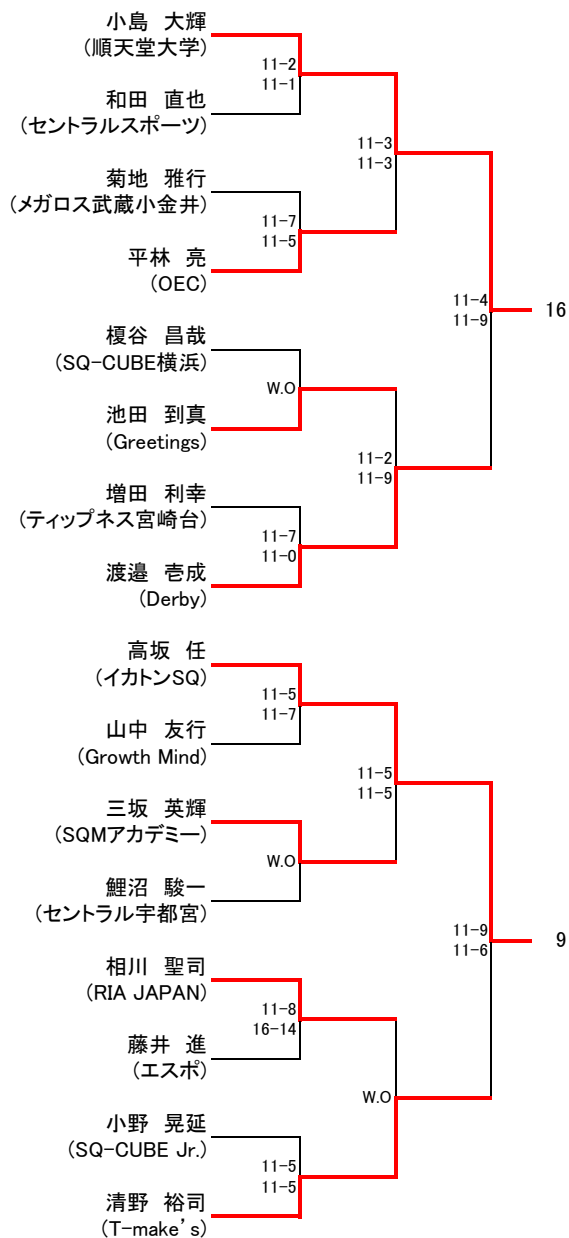 小島 大輝
(順天堂大学)
11-2
11-1
和田 直也
(セントラルスポーツ)
11-3
11-3
菊地 雅行
(メガロス武蔵小金井)
11-7
11-5
平林 亮
(OEC)
11-4
11-9
16
榎谷 昌哉
(SQ-CUBE横浜)
W.O
池田 到真
(Greetings)
11-2
11-9
増田 利幸
(ティップネス宮崎台)
11-7
11-0
渡邉 壱成
(Derby)
高坂 任
(イカトンSQ)
11-5
11-7
山中 友行
(Growth Mind)
11-5
11-5
三坂 英輝
(SQMアカデミー)
W.O
鯉沼 駿一
(セントラル宇都宮)
11-9
11-6
9
相川 聖司
(RIA JAPAN)
11-8
16-14
藤井 進
(エスポ)
W.O
小野 晃延
(SQ-CUBE Jr.)
11-5
11-5
清野 裕司
(T-make's)